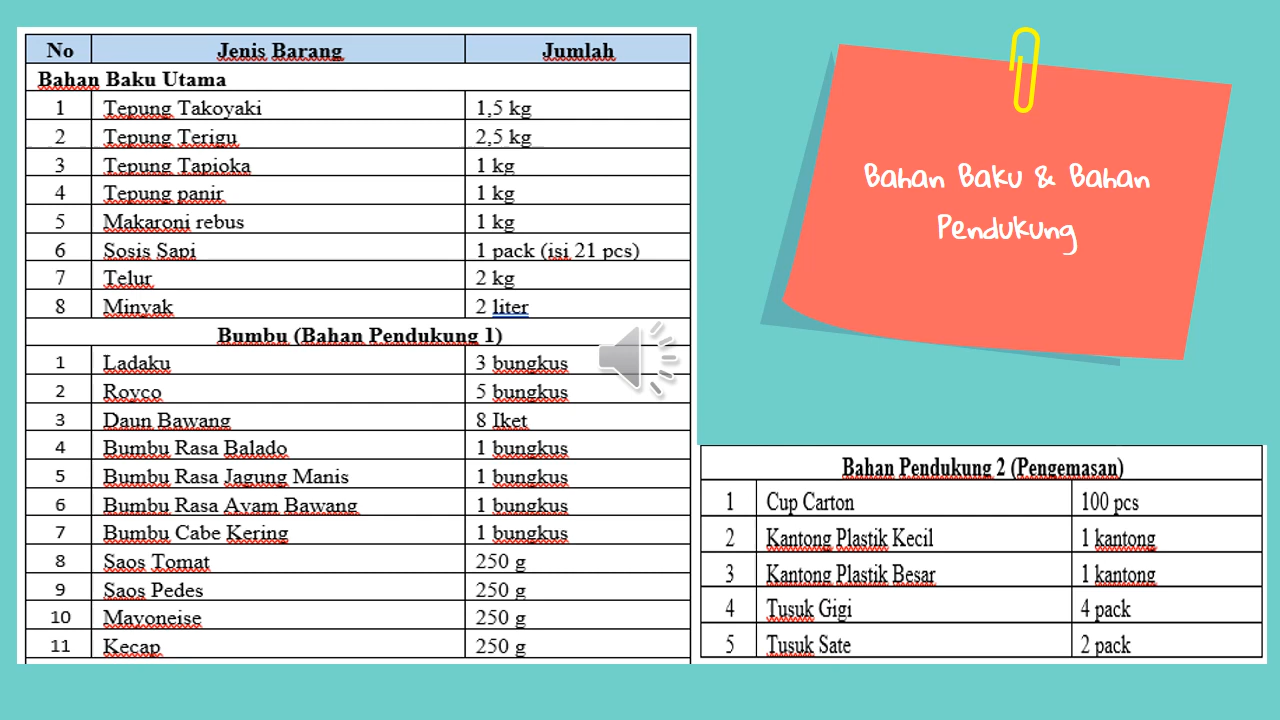 No Jenis Barang Jumlah
Bahan Baku Utama
1 Tepung Takoyaki 1,5 kg
2 Tepung Terigu 2,5 kg
3 Tepung Tapioka 1 kg
4 Tepung panir 1 kg
5 Makaroni rebus 1 kg
6 Sosis Sapi 1 pack (isi 21 pcs)
7 Telur 2 kg
8 Minyak 2 liter
Bumbu (Bahan Pendukung 1)
1 Ladaku 3 bungkus
2 Royco 5 bungkus
3 Daun Bawang 8 Iket
4 Bumbu Rasa Balado 1 bungkus
5 Bumbu Rasa Jagung Manis 1 bungkus
6 Bumbu Rasa Ayam Bawang 1 bungkus
7 Bumbu Cabe Kering 1 bungkus
8 Saos Tomat 250 g
9 Saos Pedes 250 g
10 Mayoneise 250 g
11 Kecap 250 g
Bahan Baku & Bahan
Pendukung
Bahan Pendukung 2 (Pengemasan)
1 Cup Carton 100 pcs
2 Kantong Plastik Kecil 1 kantong
3 Kantong Plastik Besar 1 kantong
4 Tusuk Gigi 4 pack
5 Tusuk Sate 2 pack